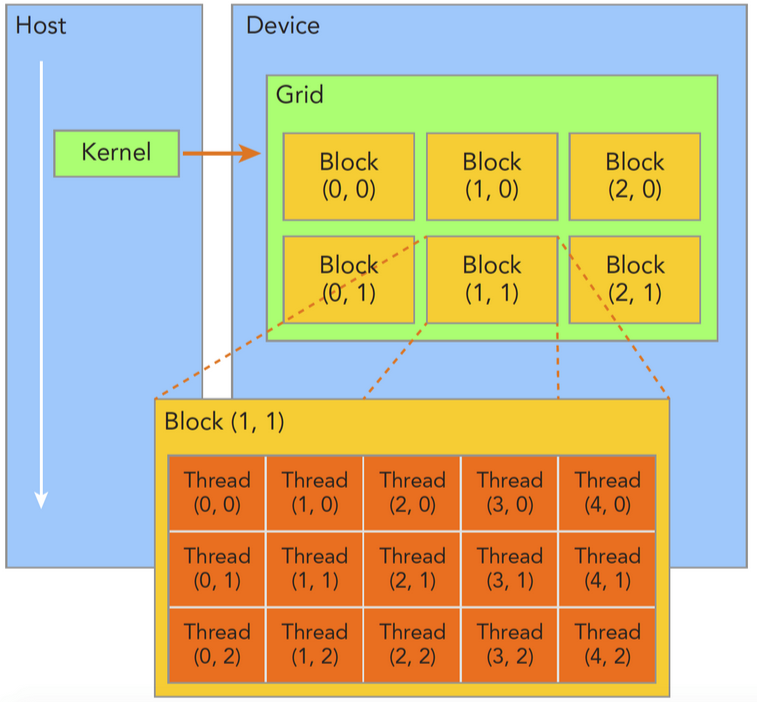 Host
Device
Grid
Kernel
Block
(0, 0)
Block
(1, 0)
Block
(2, 0)
Block
(0, 1)
Block
(1, 1)
Block
(2, 1)
Block (1, 1)
Thread
(0, 0)
Thread
(1, 0)
Thread
(2, 0)
Thread
(3, 0)
Thread
(4, 0)
Thread
(0, 1)
Thread
(1, 1)
Thread
(2, 1)
Thread
(3, 1)
Thread
(4, 1)
Thread
(0, 2)
Thread
(1, 2)
Thread
(2, 2)
Thread
(3, 2)
Thread
(4, 2)